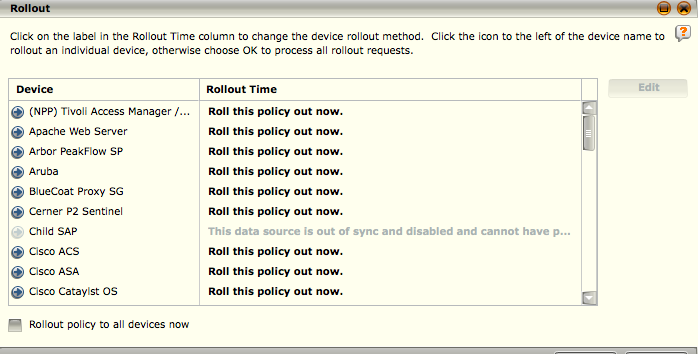 Rollout
Click on the label in the Rollout Time column to change the device rollout method. Click the icon to the left of the device name to
rollout an individual device, otherwise choose OK to process all rollout requests.
?
Device Rollout Time
Edit
(NPP) Tivoli Access Manager /... Roll this policy out now.
Apache Web Server Roll this policy out now.
Arbor PeakFlow SP Roll this policy out now.
Aruba Roll this policy out now.
BlueCoat Proxy SG Roll this policy out now.
Cerner P2 Sentinel Roll this policy out now.
Child SAP This data source is out of sync and disabled and cannot have p...
Cisco ACS Roll this policy out now.
Cisco ASA Roll this policy out now.
Cisco Cataylst OS Roll this policy out now.
Rollout policy to all devices now